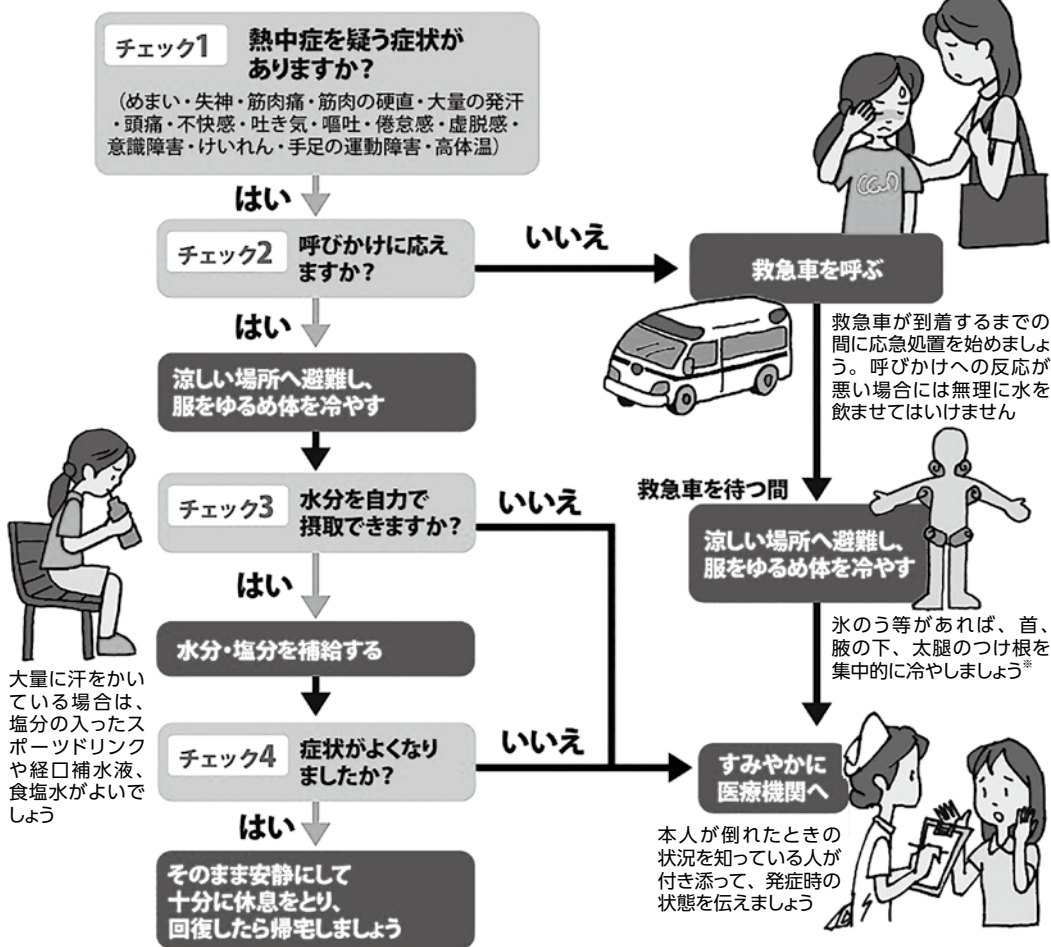 チェック1
熱中症を疑う症状が
ありますか？
（めまい・失神・筋肉痛・筋肉の硬直・大量の発汗
・頭痛・不快感・吐き気・嘔吐・倦怠感・虚脱感・
意識障害・けいれん・手足の運動障害・高体温）
はい
チェック2
呼びかけに応え
ますか？
いいえ
救急車を呼ぶ
救急車が到着するまでの
間に応急処置を始めましょ
う。呼びかけへの反応が
悪い場合には無理に水を
飲ませてはいけません
はい
涼しい場所へ避難し、
服をゆるめ体を冷やす
チェック3
水分を自力で
摂取できますか？
いいえ
救急車を待つ間
涼しい場所へ避難し、
服をゆるめ体を冷やす
氷のう等があれば、首、
腋の下、太腿のつけ根を
集中的に冷やしましょう※
はい
水分・塩分を補給する
大量に汗をかい
ている場合は、
塩分の入ったス
ポーツドリンク
や経口補水液、
食塩水がよいで
しょう
チェック4
症状がよくなり
ましたか？
いいえ
すみやかに
医療機関へ
本人が倒れたときの
状況を知っている人が
付き添って、発症時の
状態を伝えましょう
はい
そのまま安静にして
十分に休息をとり、
回復したら帰宅しましょう